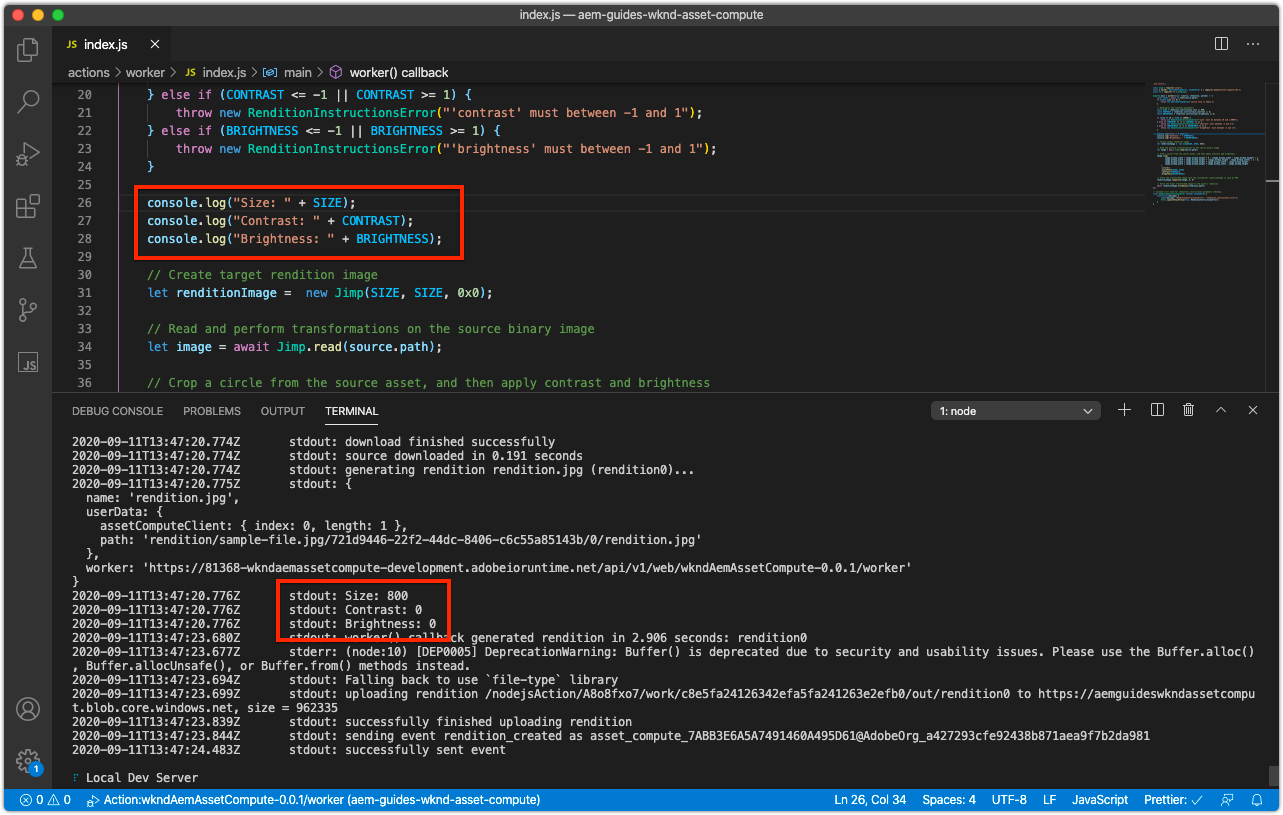 index.js — aem-guides-wknd-asset-compute
JS index.js
actions > worker > JS index.js > main > worker() callback
20 } else if (CONTRAST <= -1 || CONTRAST >= 1) {
21 throw new RenditionInstructionsError("'contrast' must between -1 and 1");
22 } else if (BRIGHTNESS <= -1 || BRIGHTNESS >= 1) {
23 throw new RenditionInstructionsError("'brightness' must between -1 and 1");
24 }
25
26 console.log("Size: " + SIZE);
27 console.log("Contrast: " + CONTRAST);
28 console.log("Brightness: " + BRIGHTNESS);
29
30 // Create target rendition image
31 let renditionImage =  new Jimp(SIZE, SIZE, 0x0);
32
33 // Read and perform transformations on the source binary image
34 let image = await Jimp.read(source.path);
35
36 // Crop a circle from the source asset, and then apply contrast and brightness
JS
DEBUG CONSOLE PROBLEMS OUTPUT TERMINAL 1: node
2020-09-11T13:47:20.774Z stdout: download finished successfully
2020-09-11T13:47:20.774Z stdout: source downloaded in 0.191 seconds
2020-09-11T13:47:20.774Z stdout: generating rendition rendition.jpg (rendition0)...
2020-09-11T13:47:20.775Z stdout: {
name: 'rendition.jpg',
userData: {
assetComputeClient: { index: 0, length: 1 },
path: 'rendition/sample-file.jpg/721d9446-22f2-44dc-8406-c6c55a85143b/0/rendition.jpg'
},
worker: 'https://81368-wkndaemassetcompute-development.adobeioruntime.net/api/v1/web/wkndAemAssetCompute-0.0.1/worker'
}
2020-09-11T13:47:20.776Z stdout: Size: 800
2020-09-11T13:47:20.776Z stdout: Contrast: 0
2020-09-11T13:47:20.776Z stdout: Brightness: 0
2020-09-11T13:47:23.680Z stdout: worker() callback generated rendition in 2.906 seconds: rendition0
2020-09-11T13:47:23.677Z stderr: (node:10) [DEP0005] DeprecationWarning: Buffer() is deprecated due to security and usability issues. Please use the Buffer.alloc()
, Buffer.allocUnsafe(), or Buffer.from() methods instead.
2020-09-11T13:47:23.694Z stdout: Falling back to use `file-type` library
2020-09-11T13:47:23.699Z stdout: uploading rendition /nodejsAction/A8o8fxo7/work/c8e5fa24126342efa5fa241263e2efb0/out/rendition0 to https://aemguideswkndassetcompu
t.blob.core.windows.net, size = 962335
2020-09-11T13:47:23.839Z stdout: successfully finished uploading rendition
2020-09-11T13:47:23.844Z stdout: sending event rendition_created as asset_compute_7ABB3E6A5A7491460A495D61@AdobeOrg_a427293cfe92438b871aea9f7b2da981
2020-09-11T13:47:24.483Z stdout: successfully sent event
Local Dev Server
1
0 0 Action:wkndAemAssetCompute-0.0.1/worker (aem-guides-wknd-asset-compute) Ln 26, Col 34 Spaces: 4 UTF-8 LF JavaScript Prettier: ✓